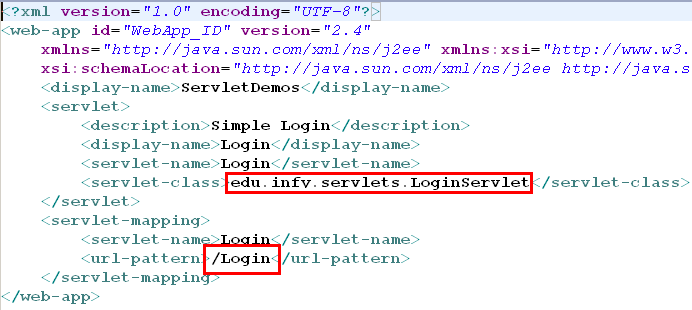 <?xml version="1.0" encoding="UTF-8"?>
<web-app id="WebApp_ID" version="2.4"
xmlns="http://java.sun.com/xml/ns/j2ee" xmlns:xsi="http://www.w3.
xsi:schemaLocation="http://java.sun.com/xml/ns/j2ee http://java.s
<display-name>ServletDemos</display-name>
<servlet>
<description>Simple Login</description>
<display-name>Login</display-name>
<servlet-name>Login</servlet-name>
<servlet-class>edu.infy.servlets.LoginServlet</servlet-class>
</servlet>
<servlet-mapping>
<servlet-name>Login</servlet-name>
<url-pattern>/Login</url-pattern>
</servlet-mapping>
</web-app>